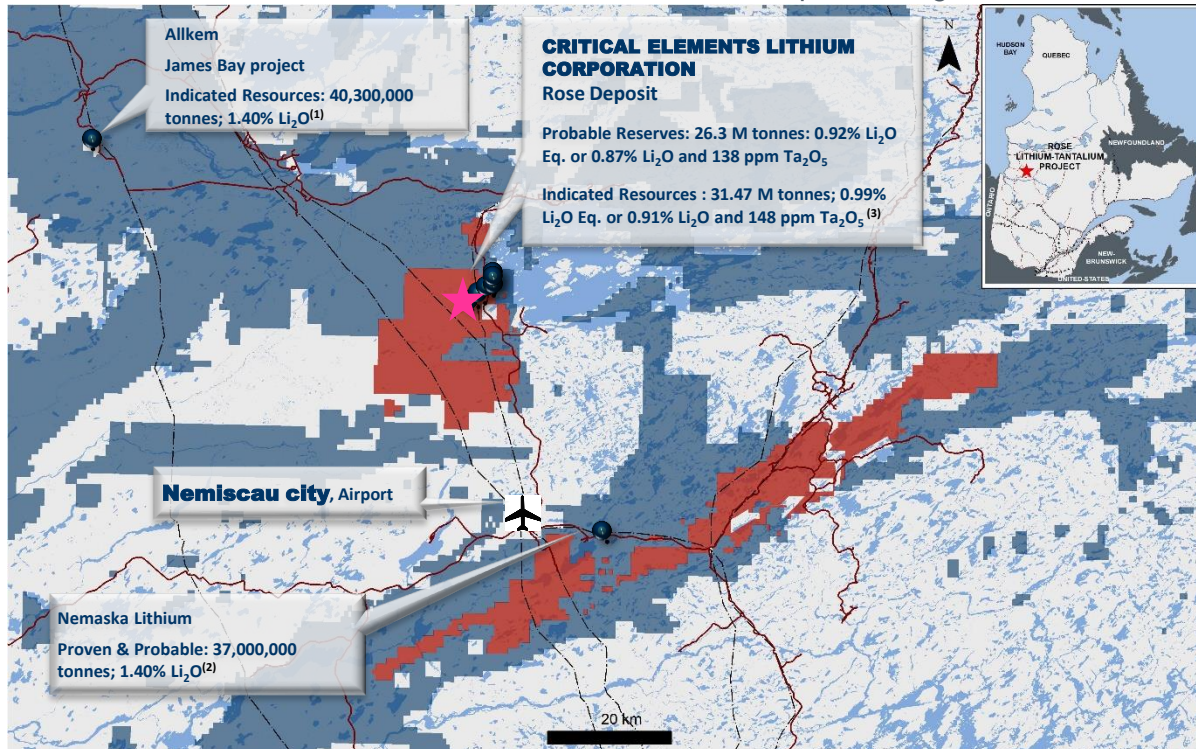 Allkem
James Bay project
Indicated Resources: 40,300,000
tonnes; 1.40% Li₂O⁽¹⁾
CRITICAL ELEMENTS LITHIUM
CORPORATION
Rose Deposit
Probable Reserves: 26.3 M tonnes: 0.92% Li₂O
Eq. or 0.87% Li₂O and 138 ppm Ta₂O₅
Indicated Resources : 31.47 M tonnes; 0.99%
Li₂O Eq. or 0.91% Li₂O and 148 ppm Ta₂O₅ ⁽³⁾
N
HUDSON
BAY
QUEBEC
ROSE
LITHIUM-TANTALIUM
PROJECT
NEWFOUNDLAND
ONTARIO
NEW-
BRUNSWICK
UNITED-STATES
Nemiscau city, Airport
Nemaska Lithium
Proven & Probable: 37,000,000
tonnes; 1.40% Li₂O⁽²⁾
20 km